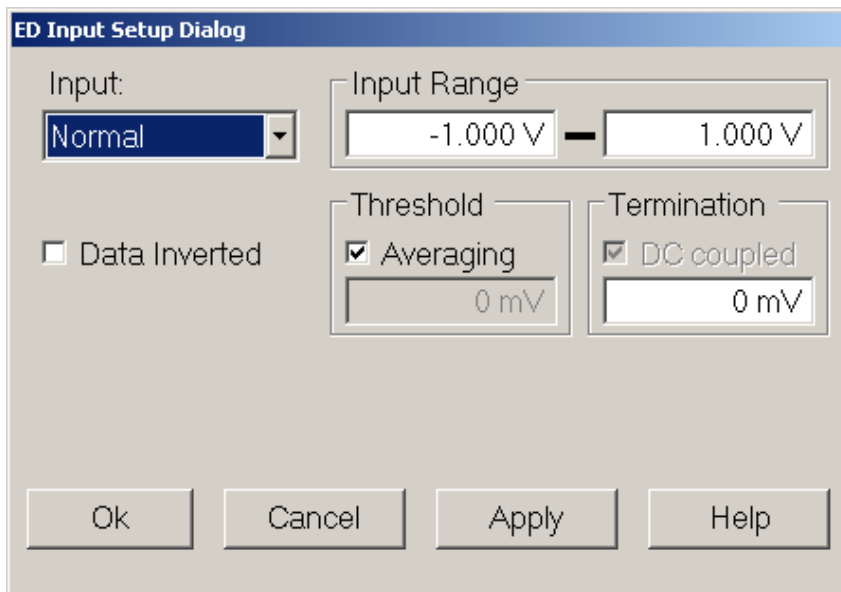 ED Input Setup Dialog
Input:
Input Range
Normal
-1.000 V
1.000 V
Threshold
Termination
Data Inverted
Averaging
DC coupled
0 mV
0 mV
Ok
Cancel
Apply
Help